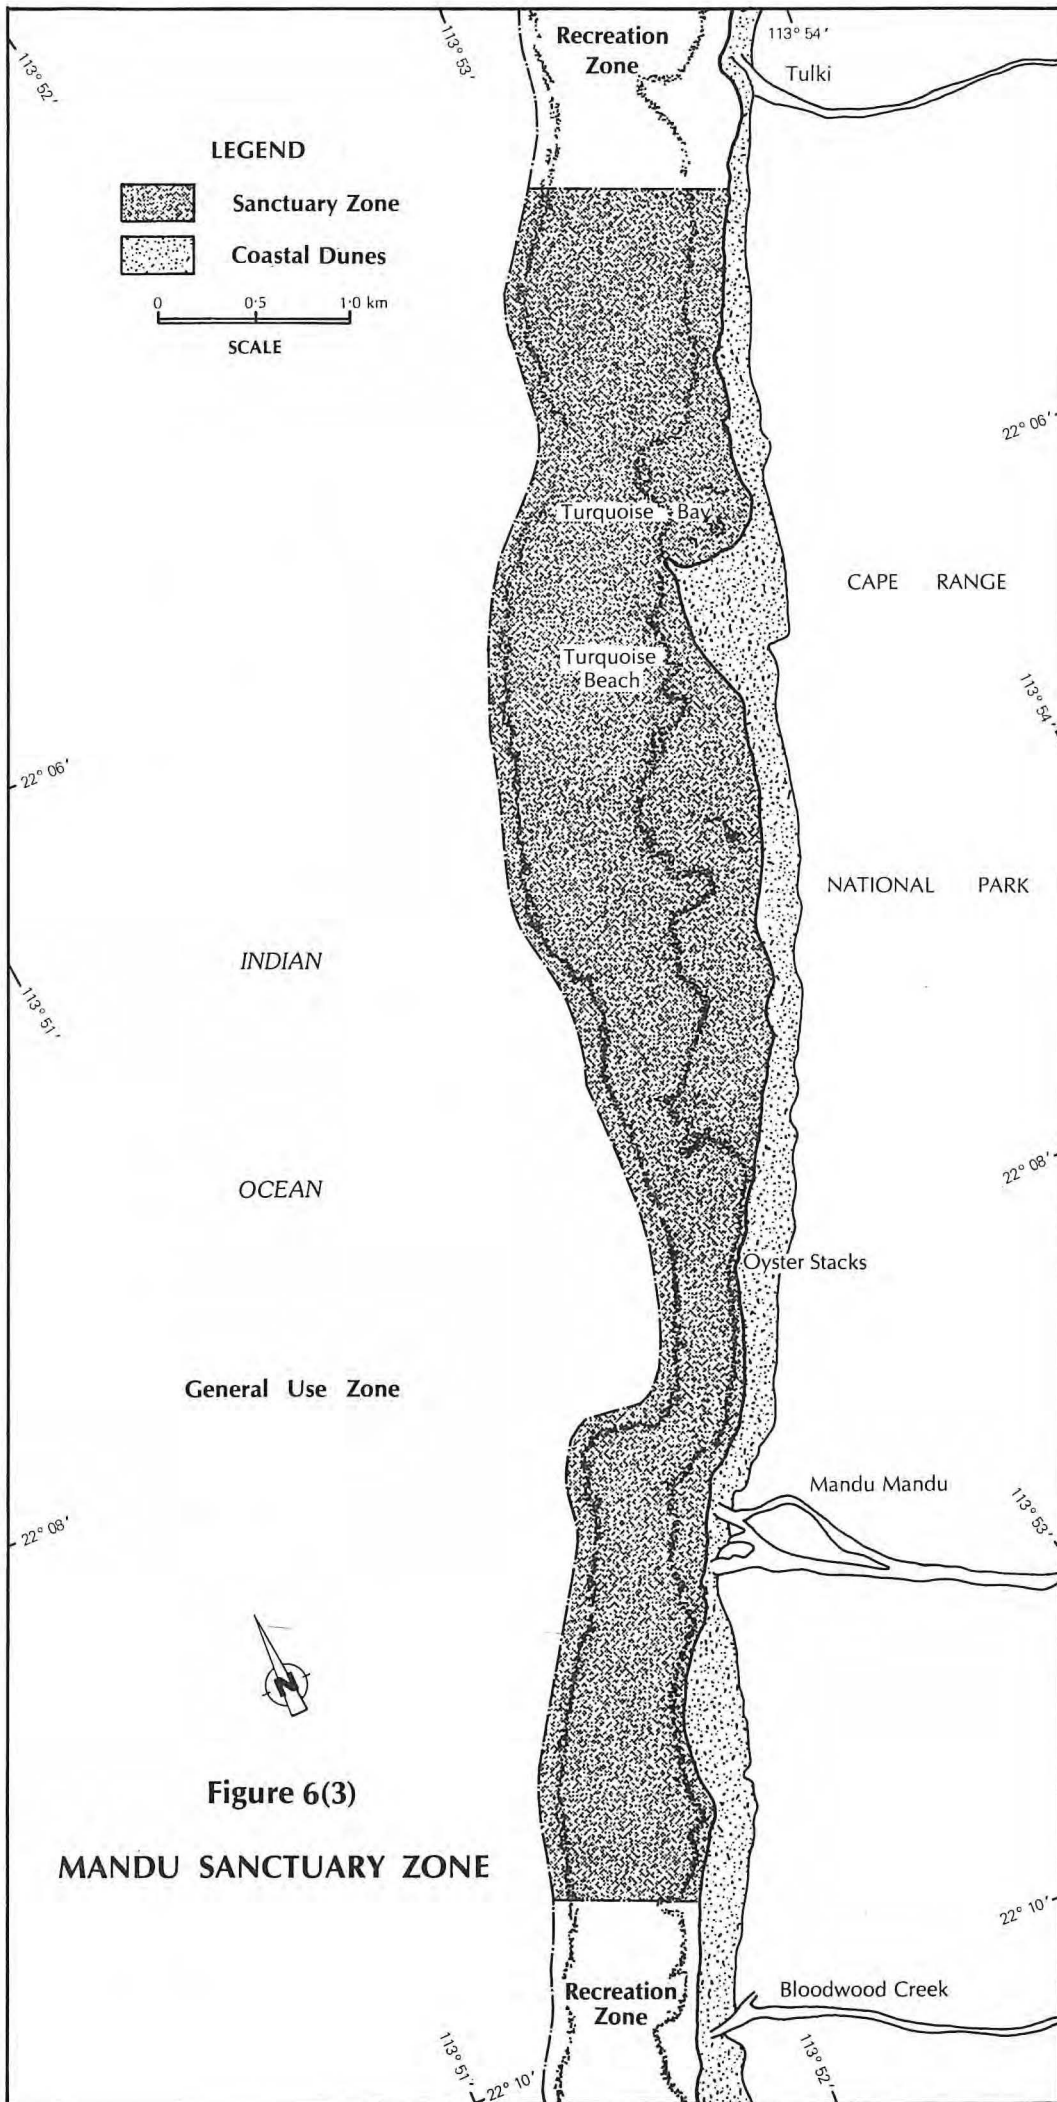 113° 52'
113° 53'
Recreation
Zone
113° 54'
Tulki
LEGEND
Sanctuary Zone
Coastal Dunes
0 0·5 1·0 km
SCALE
22° 06'
Turquoise Bay
CAPE RANGE
Turquoise
Beach
113° 54'
22° 06'
NATIONAL PARK
INDIAN
113° 51'
22° 08'
OCEAN
Oyster Stacks
General Use Zone
Mandu Mandu
113° 53'
22° 08'
N
Figure 6(3)
MANDU SANCTUARY ZONE
22° 10'
Recreation
Zone
Bloodwood Creek
113° 51'
22° 10'
113° 52'